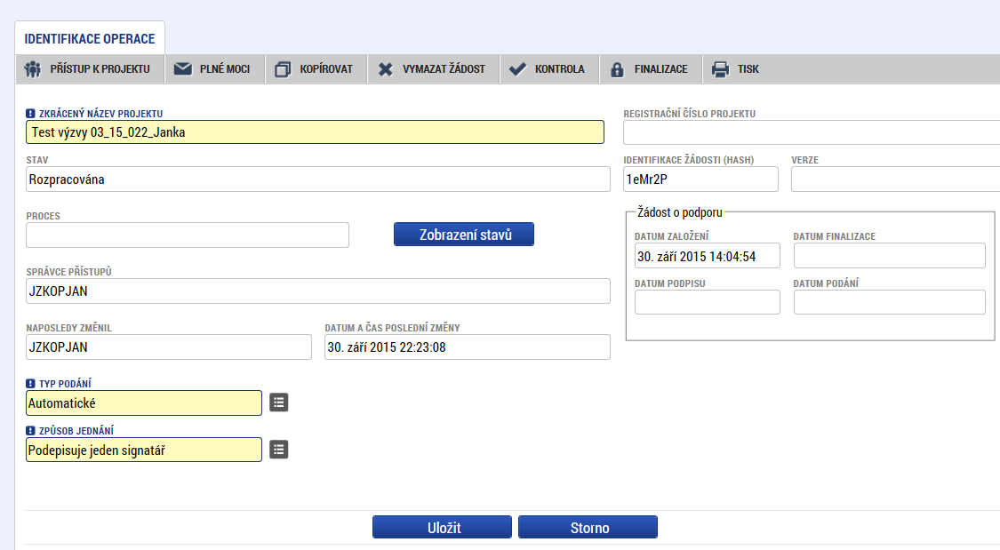 IDENTIFIKACE OPERACE
PŘÍSTUP K PROJEKTU PLNÉ MOCI KOPÍROVAT VYMAZAT ŽÁDOST KONTROLA FINALIZACE TISK
ZKRÁCENÝ NÁZEV PROJEKTU REGISTRAČNÍ ČÍSLO PROJEKTU
Test výzvy 03_15_022_Janka
STAV IDENTIFIKACE ŽÁDOSTI (HASH) VERZE
Rozpracována 1eMr2P
PROCES Žádost o podporu
Zobrazení stavů DATUM ZALOŽENÍ DATUM FINALIZACE
30. září 2015 14:04:54
SPRÁVCE PŘÍSTUPŮ DATUM PODPISU DATUM PODÁNÍ
JZKOPJAN
NAPOSLEDY ZMĚNIL DATUM A ČAS POSLEDNÍ ZMĚNY
JZKOPJAN 30. září 2015 22:23:08
TYP PODÁNÍ
Automatické
ZPŮSOB JEDNÁNÍ
Podepisuje jeden signatář
Uložit Storno